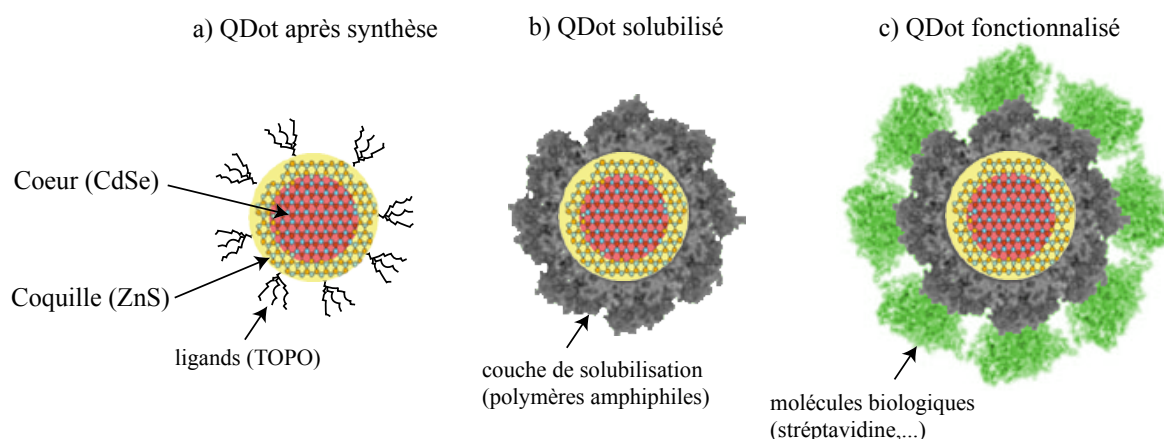 a) QDot après synthèse
b) QDot solubilisé
c) QDot fonctionnalisé
Coeur (CdSe)
Coquille (ZnS)
ligands (TOPO)
couche de solubilisation
(polymères amphiphiles)
molécules biologiques
(stréptavidine,...)